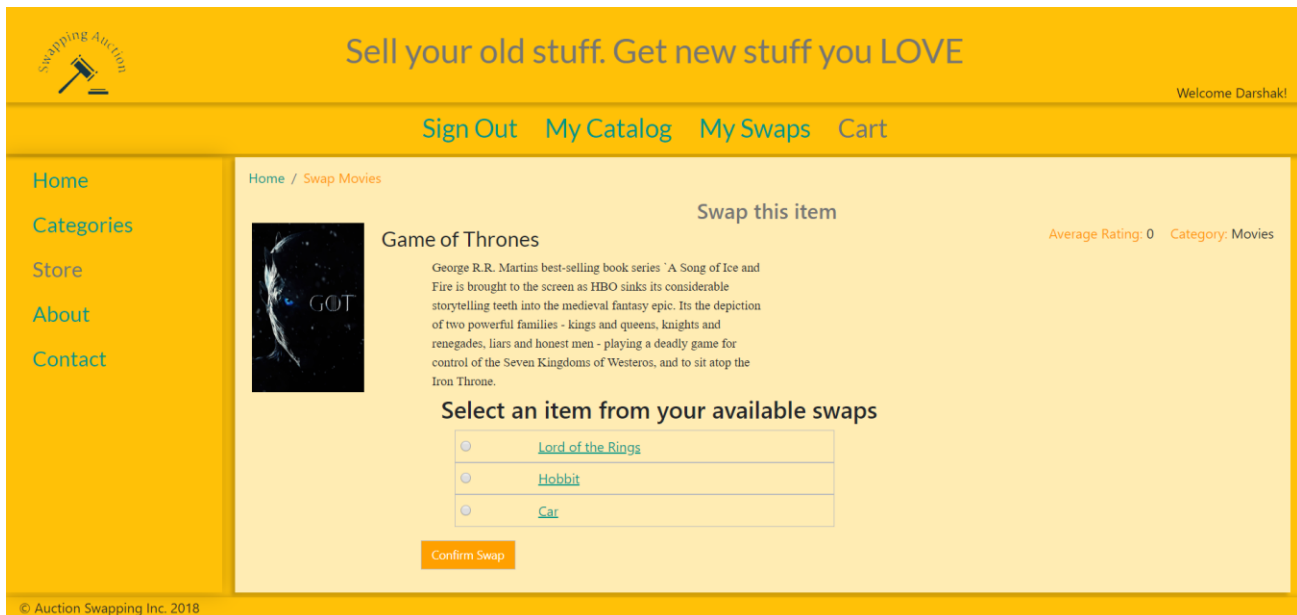 Swapping Auction
Sell your old stuff. Get new stuff you LOVE
Welcome Darshak!
Sign Out My Catalog My Swaps Cart
Home
Categories
Store
About
Contact
Home / Swap Movies
Swap this item
Game of Thrones
Average Rating: 0 Category: Movies
GOT
George R.R. Martins best-selling book series `A Song of Ice and
Fire is brought to the screen as HBO sinks its considerable
storytelling teeth into the medieval fantasy epic. Its the depiction
of two powerful families - kings and queens, knights and
renegades, liars and honest men - playing a deadly game for
control of the Seven Kingdoms of Westeros, and to sit atop the
Iron Throne.
Select an item from your available swaps
Lord of the Rings
Hobbit
Car
Confirm Swap
© Auction Swapping Inc. 2018